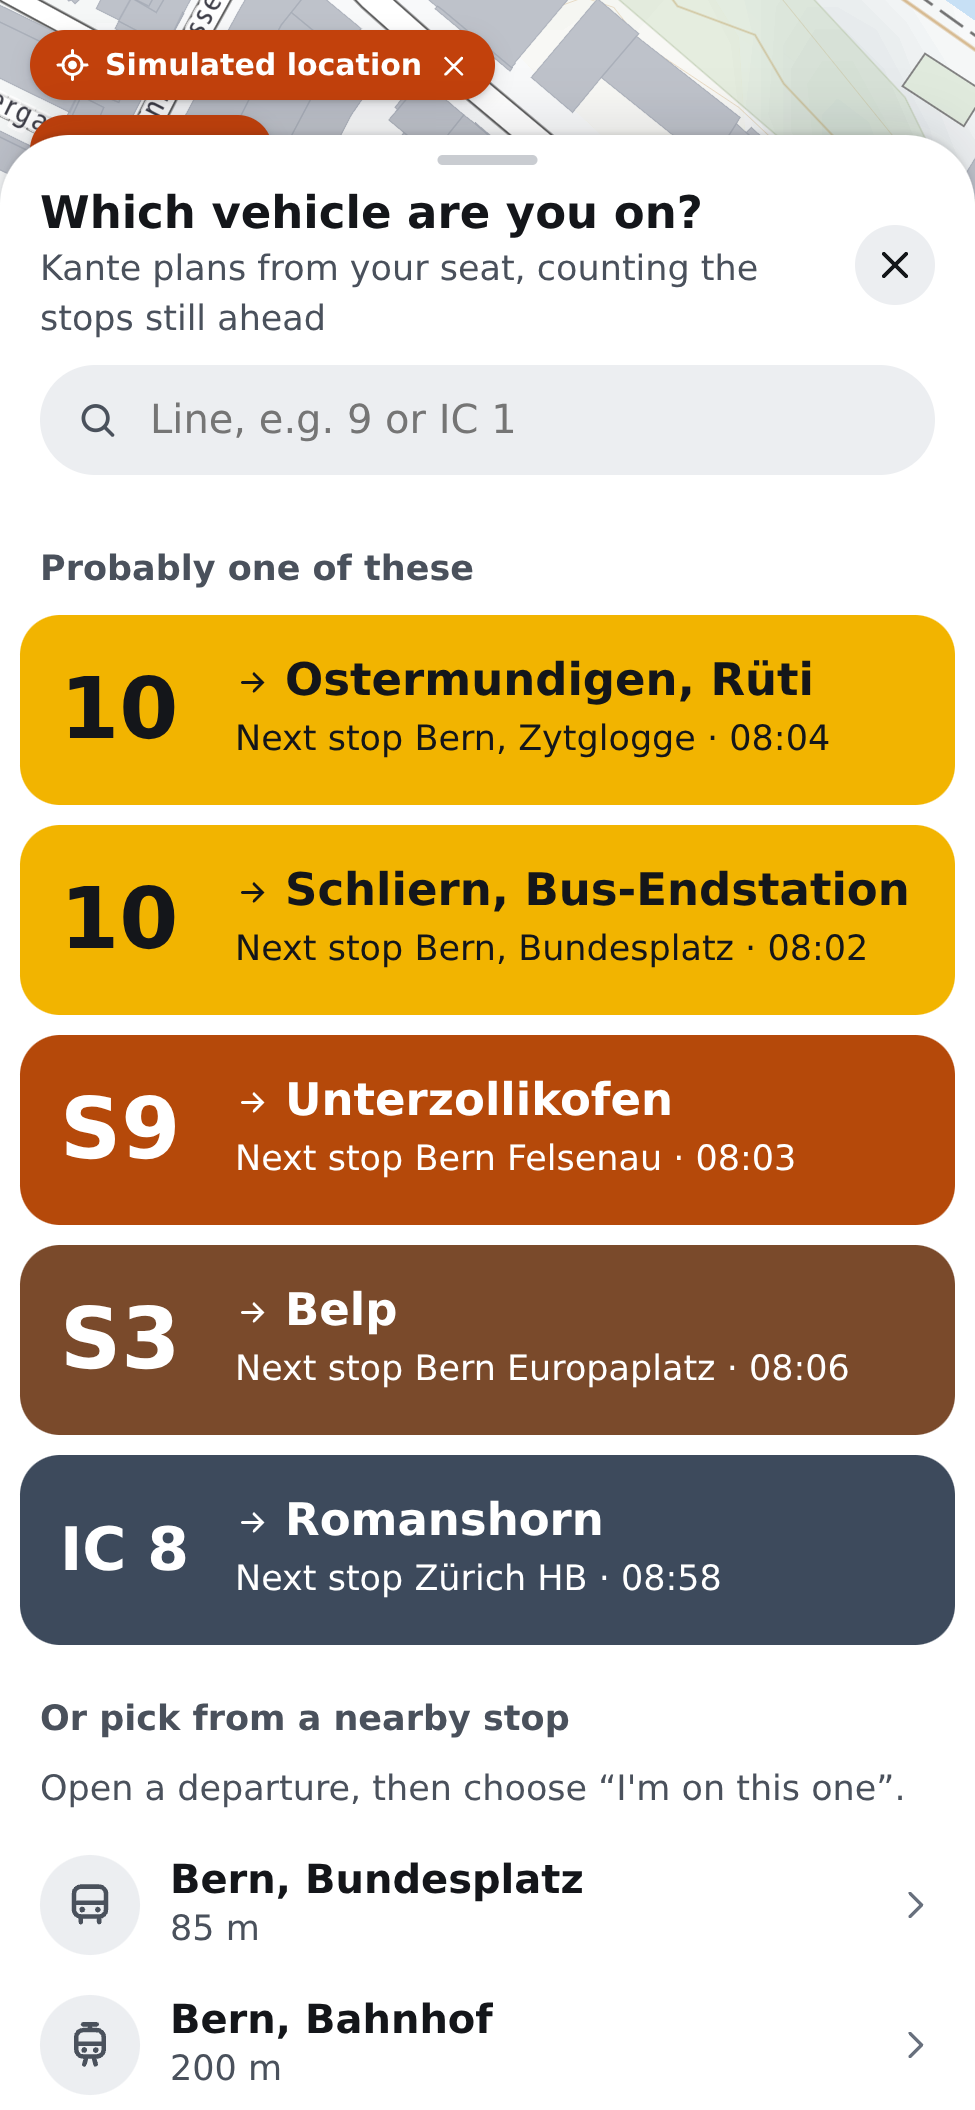 Simulated location
Which vehicle are you on?
Kante plans from your seat, counting the
stops still ahead
Line, e.g. 9 or IC 1
Probably one of these
10 → Ostermundigen, Rüti
Next stop Bern, Zytglogge · 08:04
10 → Schliern, Bus-Endstation
Next stop Bern, Bundesplatz · 08:02
S9 → Unterzollikofen
Next stop Bern Felsenau · 08:03
S3 → Belp
Next stop Bern Europaplatz · 08:06
IC 8 → Romanshorn
Next stop Zürich HB · 08:58
Or pick from a nearby stop
Open a departure, then choose “I'm on this one”.
Bern, Bundesplatz
85 m
Bern, Bahnhof
200 m